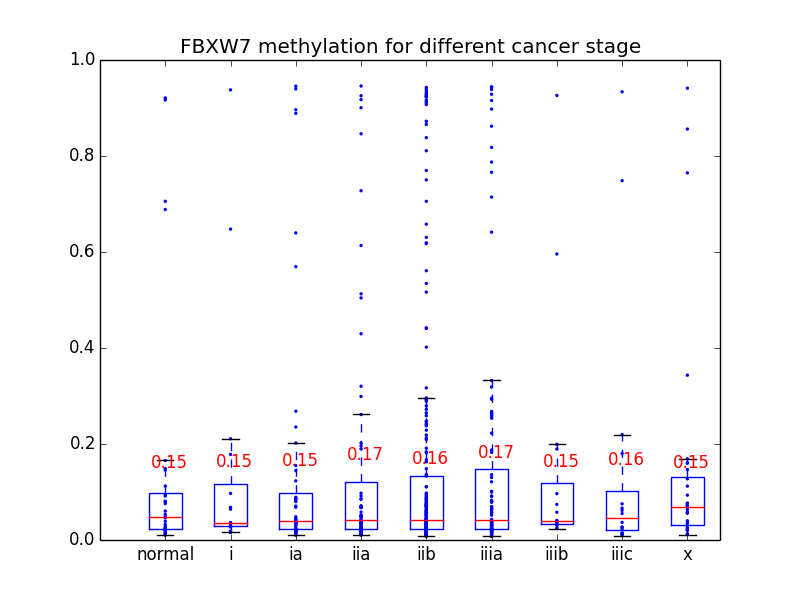 FBXW7 methylation for different cancer stage
1.0
0.8
0.6
0.4
0.2
0.0
0.15 0.15 0.15 0.17 0.16 0.17 0.15 0.16 0.15
normal i ia iia iib iiia iiib iiic x